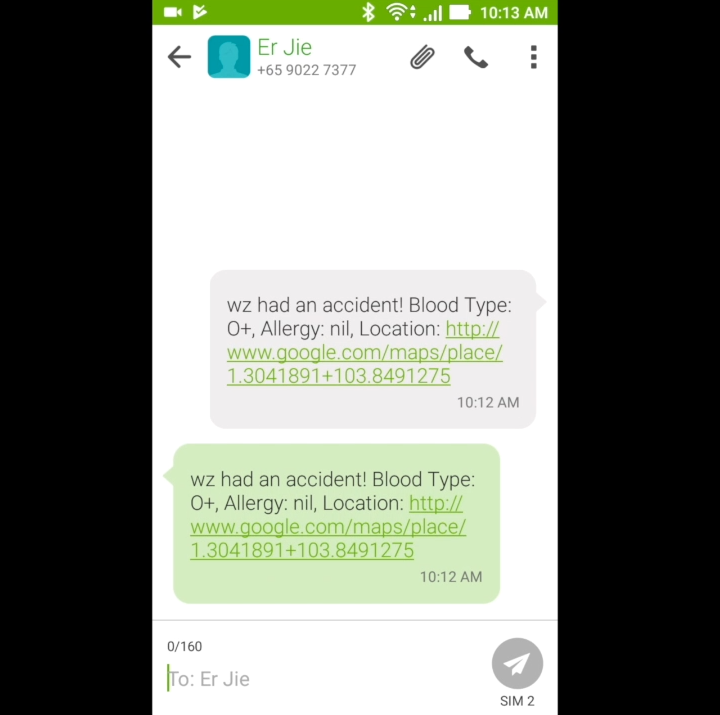 10:13 AM
Er Jie
+65 9022 7377
wz had an accident! Blood Type:
O+, Allergy: nil, Location: http://
www.google.com/maps/place/
1.3041891+103.8491275
10:12 AM
wz had an accident! Blood Type:
O+, Allergy: nil, Location: http://
www.google.com/maps/place/
1.3041891+103.8491275
10:12 AM
0/160
To: Er Jie
SIM 2